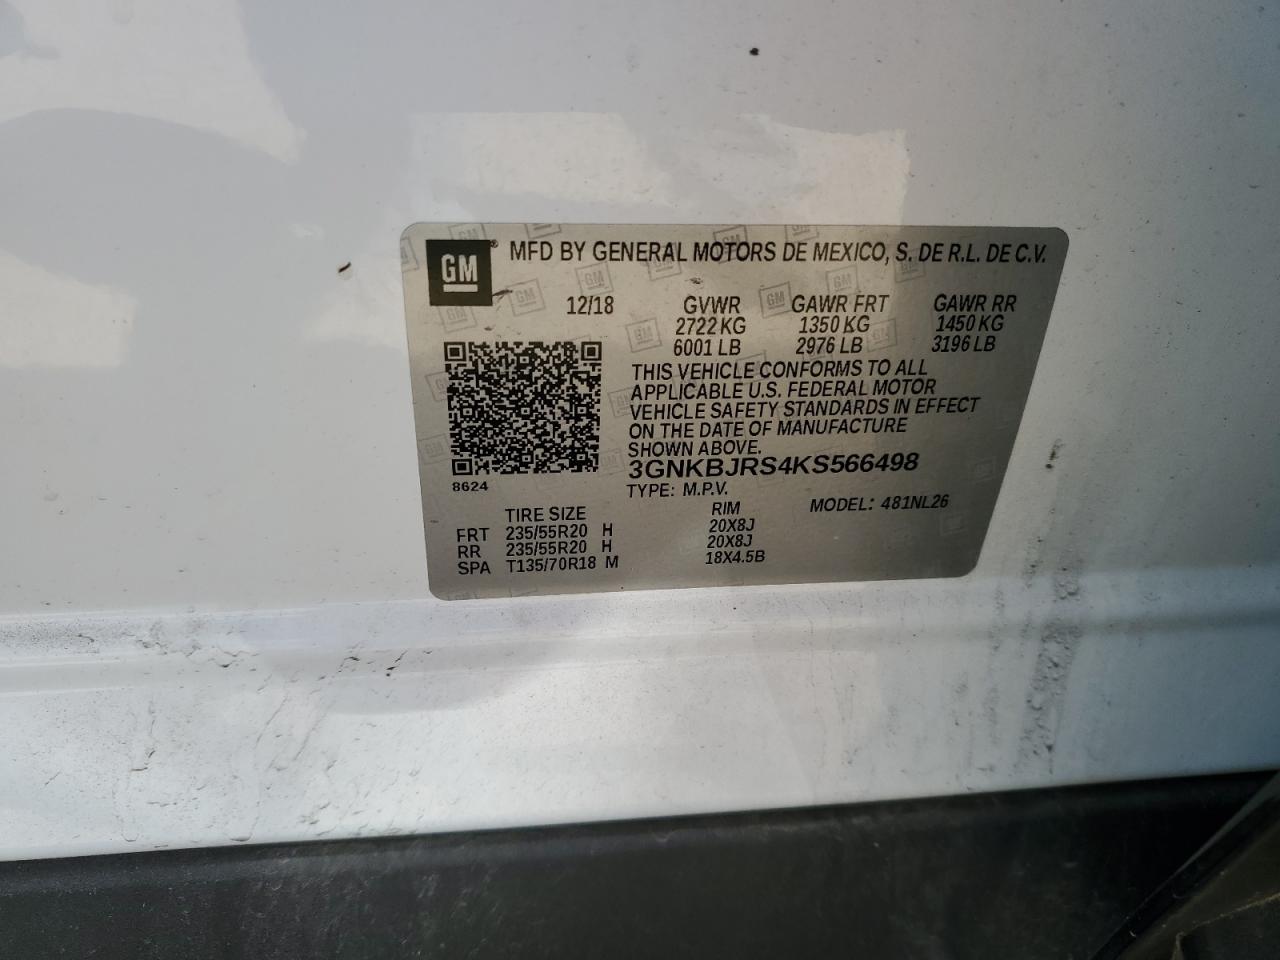 GM
MFD BY GENERAL MOTORS DE MEXICO, S. DE R.L. DE C.V.
12/18 GVWR GAWR FRT GAWR RR
2722 KG 1350 KG 1450 KG
6001 LB 2976 LB 3196 LB
THIS VEHICLE CONFORMS TO ALL
APPLICABLE U.S. FEDERAL MOTOR
VEHICLE SAFETY STANDARDS IN EFFECT
ON THE DATE OF MANUFACTURE
SHOWN ABOVE.
3GNKBJRS4KS566498
8624
TYPE: M.P.V.
MODEL: 481NL26
TIRE SIZE RIM
FRT 235/55R20 H 20X8J
RR 235/55R20 H 20X8J
SPA T135/70R18 M 18X4.5B